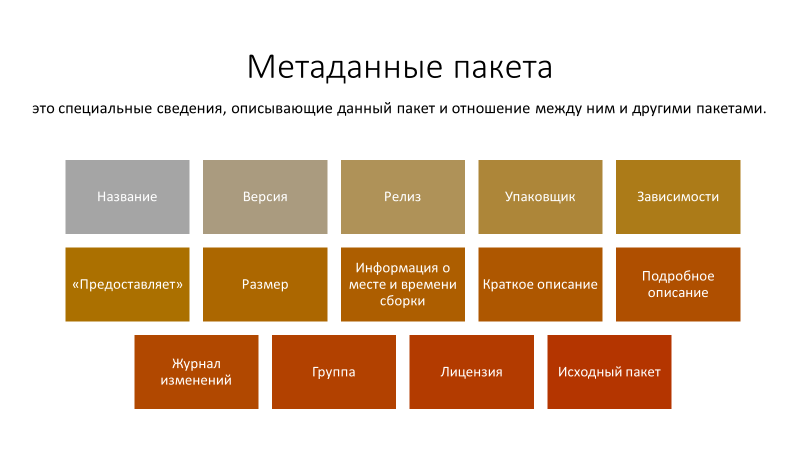 Метаданные пакета
это специальные сведения, описывающие данный пакет и отношение между ним и другими пакетами.
Название
Версия
Релиз
Упаковщик
Зависимости
«Предоставляет»
Размер
Информация о
месте и времени
сборки
Краткое описание
Подробное
описание
Журнал
изменений
Группа
Лицензия
Исходный пакет